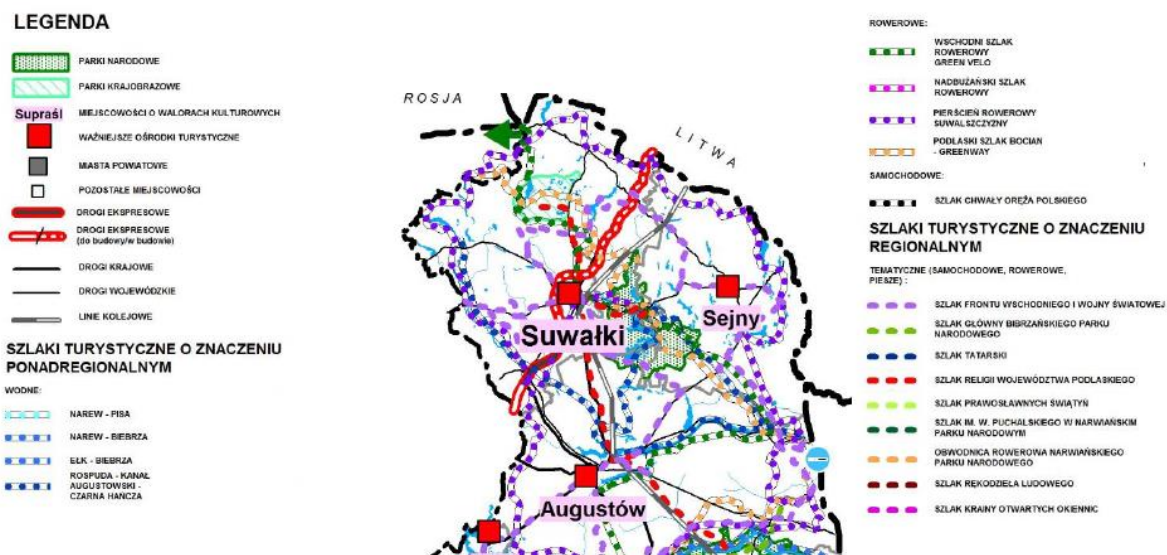 LEGENDA
PARKI NARODOWE
PARKI KRAJOBRAZOWE
Supraśl MIEJSCOWOŚCI O WALORACH KULTUROWYCH
WAŻNIEJSZE OŚRODKI TURYSTYCZNE
MIASTA POWIATOWE
POZOSTAŁE MIEJSCOWOŚCI
DROGI EKSPRESOWE
DROGI EKSPRESOWE
(do budowy/w budowie)
DROGI KRAJOWE
DROGI WOJEWÓDZKIE
LINIE KOLEJOWE
SZLAKI TURYSTYCZNE O ZNACZENIU
PONADREGIONALNYM
WODNE:
NAREW - PISA
NAREW - BIEBRZA
EŁK - BIEBRZA
ROSPUDA - KANAŁ
AUGUSTOWSKI -
CZARNA HAŃCZA
ROSJA
LITWA
Suwałki
Sejny
Augustów
ROWEROWE:
WSCHODNI SZLAK
ROWEROWY
GREEN VELO
NADBUŻAŃSKI SZLAK
ROWEROWY
PIERŚCIEŃ ROWEROWY
SUWALSZCZYZNY
PODLASKI SZLAK BOCIAN
- GREENWAY
SAMOCHODOWE:
SZLAK CHWAŁY ORĘŻA POLSKIEGO
SZLAKI TURYSTYCZNE O ZNACZENIU
REGIONALNYM
TEMATYCZNE (SAMOCHODOWE, ROWEROWE,
PIESZE) :
SZLAK FRONTU WSCHODNIEGO I WOJNY ŚWIATOWEJ
SZLAK GŁÓWNY BIEBRZAŃSKIEGO PARKU
NARODOWEGO
SZLAK TATARSKI
SZLAK RELIGII WOJEWÓDZTWA PODLASKIEGO
SZLAK PRAWOSŁAWNYCH ŚWIĄTYŃ
SZLAK IM. W. PUCHALSKIEGO W NARWIAŃSKIM
PARKU NARODOWYM
OBWODNICA ROWEROWA NARWIAŃSKIEGO
PARKU NARODOWEGO
SZLAK RĘKODZIEŁA LUDOWEGO
SZLAK KRAINY OTWARTYCH OKIENNIC